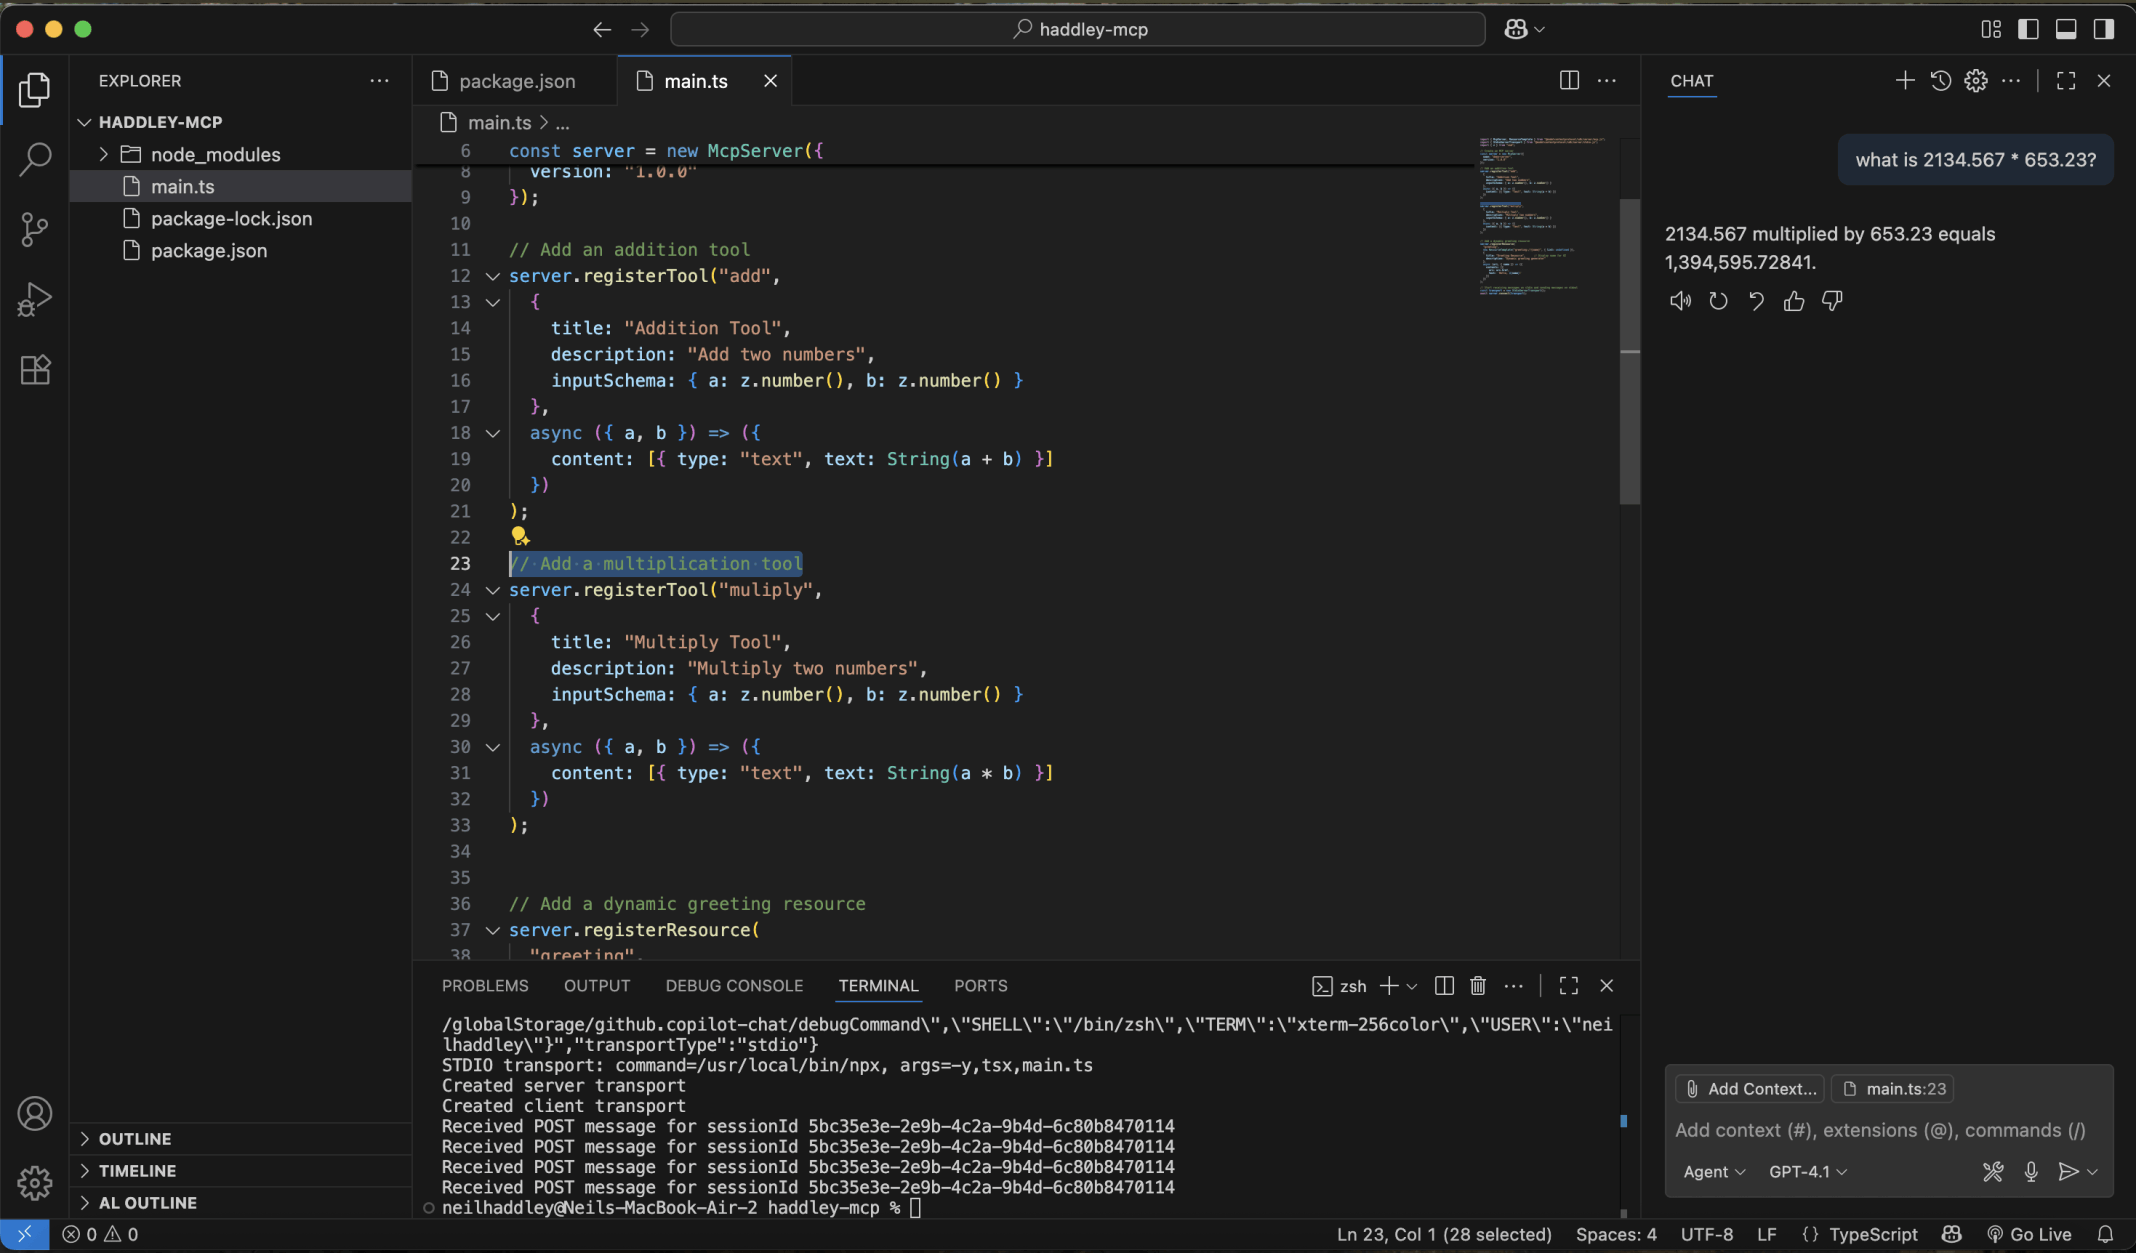 haddley-mcp
EXPLORER
HADDLEY-MCP
node_modules
main.ts
package-lock.json
package.json
OUTLINE
TIMELINE
AL OUTLINE
package.json
main.ts
main.ts > ...
6 const server = new McpServer({
8 version: "1.0.0"
9 });
10
11 // Add an addition tool
12 server.registerTool("add",
13 {
14 title: "Addition Tool",
15 description: "Add two numbers",
16 inputSchema: { a: z.number(), b: z.number() }
17 },
18 async ({ a, b }) => ({
19 content: [{ type: "text", text: String(a + b) }]
20 })
21 );
22
23 // Add a multiplication tool
24 server.registerTool("muliply",
25 {
26 title: "Multiply Tool",
27 description: "Multiply two numbers",
28 inputSchema: { a: z.number(), b: z.number() }
29 },
30 async ({ a, b }) => ({
31 content: [{ type: "text", text: String(a * b) }]
32 })
33 );
34
35
36 // Add a dynamic greeting resource
37 server.registerResource(
38 "greeting",
PROBLEMS OUTPUT DEBUG CONSOLE TERMINAL PORTS
zsh
/globalStorage/github.copilot-chat/debugCommand\",\"SHELL\":\"/bin/zsh\",\"TERM\":\"xterm-256color\",\"USER\":\"nei
lhaddley\"}","transportType":"stdio"}
STDIO transport: command=/usr/local/bin/npx, args=-y,tsx,main.ts
Created server transport
Created client transport
Received POST message for sessionId 5bc35e3e-2e9b-4c2a-9b4d-6c80b8470114
Received POST message for sessionId 5bc35e3e-2e9b-4c2a-9b4d-6c80b8470114
Received POST message for sessionId 5bc35e3e-2e9b-4c2a-9b4d-6c80b8470114
Received POST message for sessionId 5bc35e3e-2e9b-4c2a-9b4d-6c80b8470114
neilhaddley@Neils-MacBook-Air-2 haddley-mcp %
CHAT
what is 2134.567 * 653.23?
2134.567 multiplied by 653.23 equals
1,394,595.72841.
Add Context... main.ts:23
Add context (#), extensions (@), commands (/)
Agent GPT-4.1
0 0
Ln 23, Col 1 (28 selected) Spaces: 4 UTF-8 LF {} TypeScript Go Live